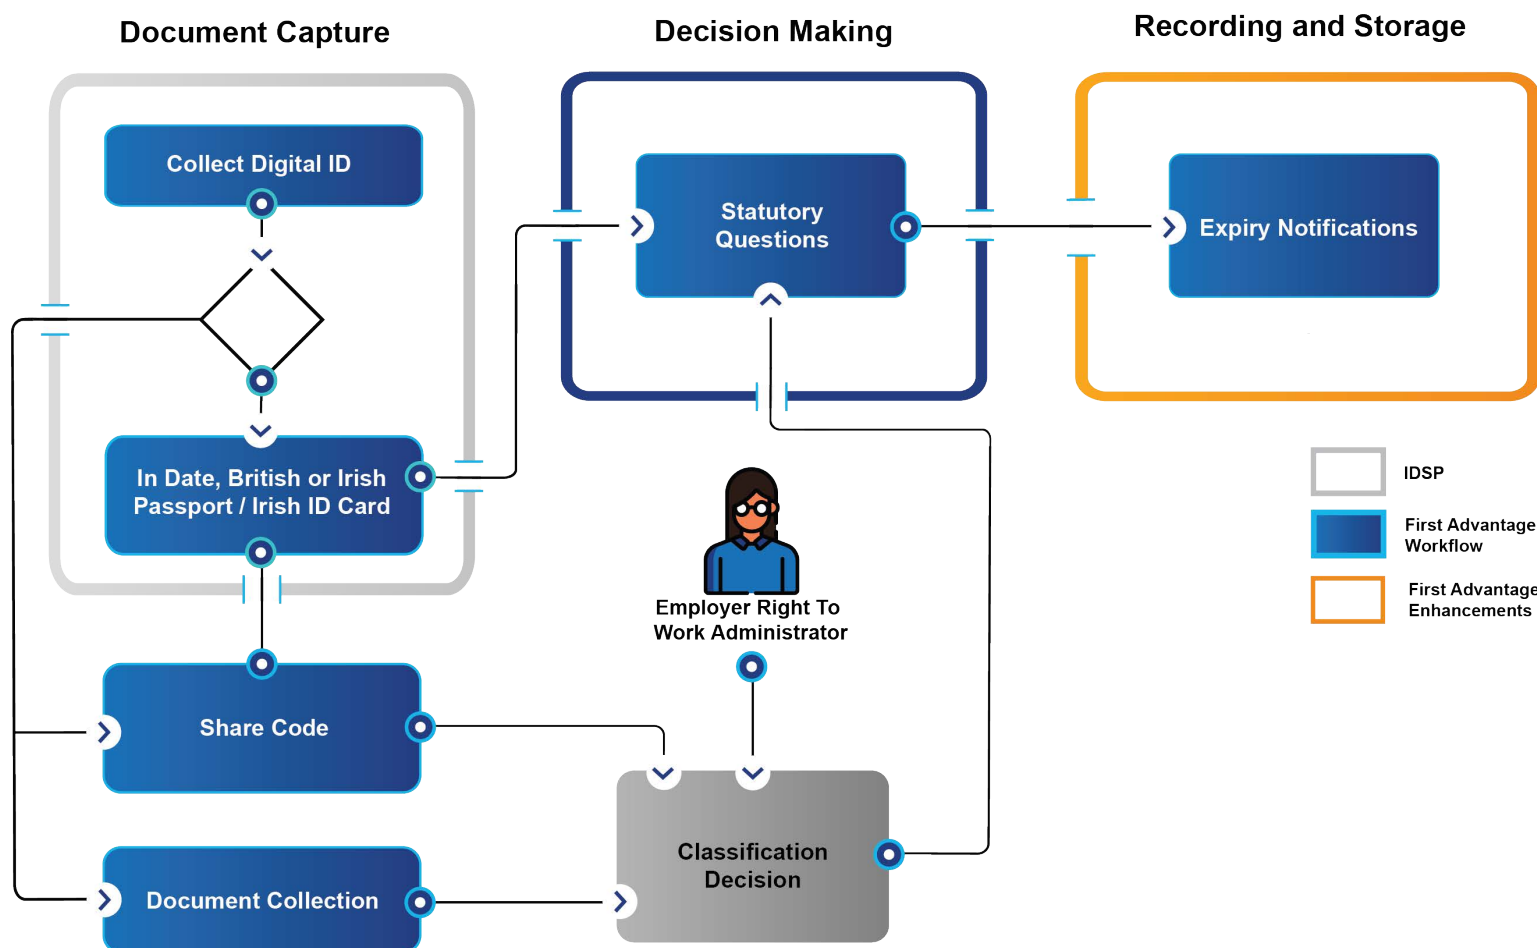 Document Capture
Decision Making
Recording and Storage
Collect Digital ID
Statutory
Questions
Expiry Notifications
In Date, British or Irish
Passport / Irish ID Card
IDSP
First Advantage
Workflow
First Advantage
Enhancements
Employer Right To
Work Administrator
Share Code
Classification
Decision
Document Collection